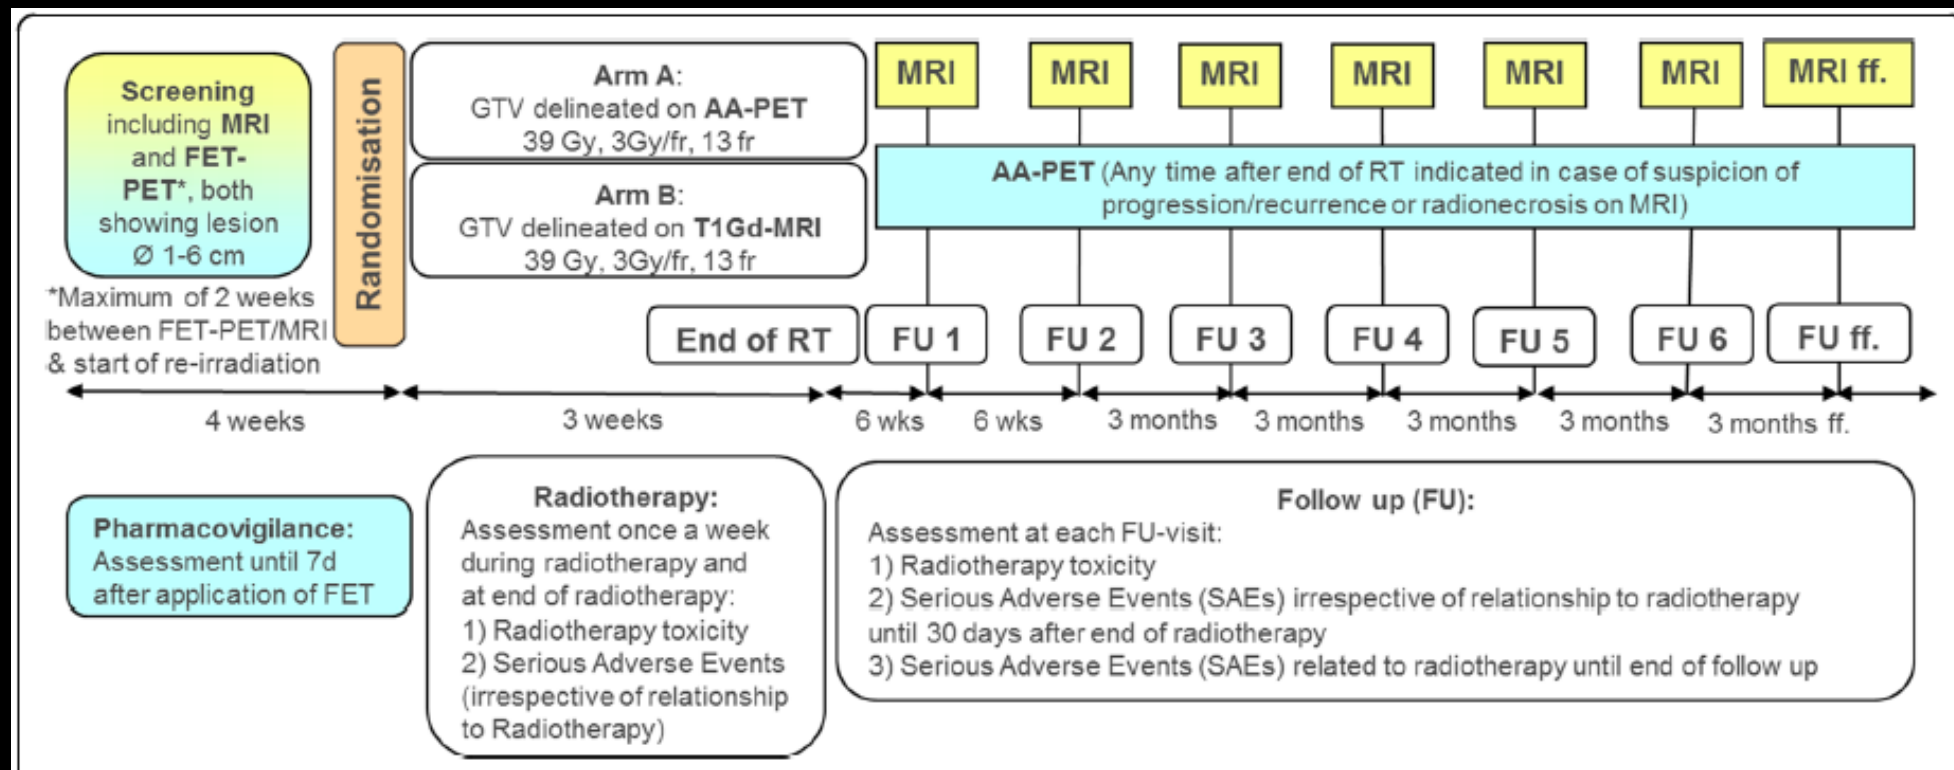 Screening
including MRI
and FET-
PET*, both
showing lesion
Ø 1-6 cm
*Maximum of 2 weeks
between FET-PET/MRI
& start of re-irradiation
Randomisation
Arm A:
GTV delineated on AA-PET
39 Gy, 3Gy/fr, 13 fr
Arm B:
GTV delineated on T1Gd-MRI
39 Gy, 3Gy/fr, 13 fr
MRI
MRI
MRI
MRI
MRI
MRI
MRI ff.
AA-PET (Any time after end of RT indicated in case of suspicion of
progression/recurrence or radionecrosis on MRI)
End of RT
FU 1
FU 2
FU 3
FU 4
FU 5
FU 6
FU ff.
4 weeks
3 weeks
6 wks
6 wks
3 months
3 months
3 months
3 months
3 months ff.
Pharmacovigilance:
Assessment until 7d
after application of FET
Radiotherapy:
Assessment once a week
during radiotherapy and
at end of radiotherapy:
1) Radiotherapy toxicity
2) Serious Adverse Events
(irrespective of relationship
to Radiotherapy)
Follow up (FU):
Assessment at each FU-visit:
1) Radiotherapy toxicity
2) Serious Adverse Events (SAEs) irrespective of relationship to radiotherapy
until 30 days after end of radiotherapy
3) Serious Adverse Events (SAEs) related to radiotherapy until end of follow up